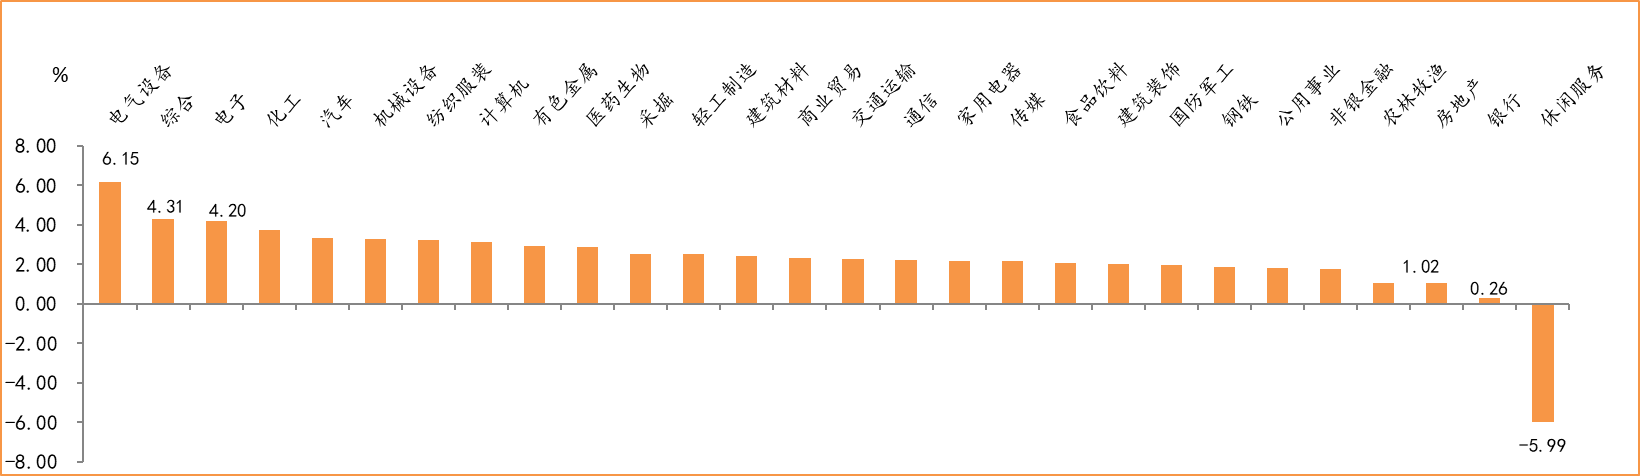 %
电气设备
综合
电子
化工
汽车
机械设备
纺织服装
计算机
有色金属
医药生物
采掘
轻工制造
建筑材料
商业贸易
交通运输
通信
家用电器
传媒
食品饮料
建筑装饰
国防军工
钢铁
公用事业
非银金融
农林牧渔
房地产
银行
休闲服务
8.00
6.00
4.00
2.00
0.00
-2.00
-4.00
-6.00
-8.00
6.15
4.31
4.20
1.02
0.26
-5.99